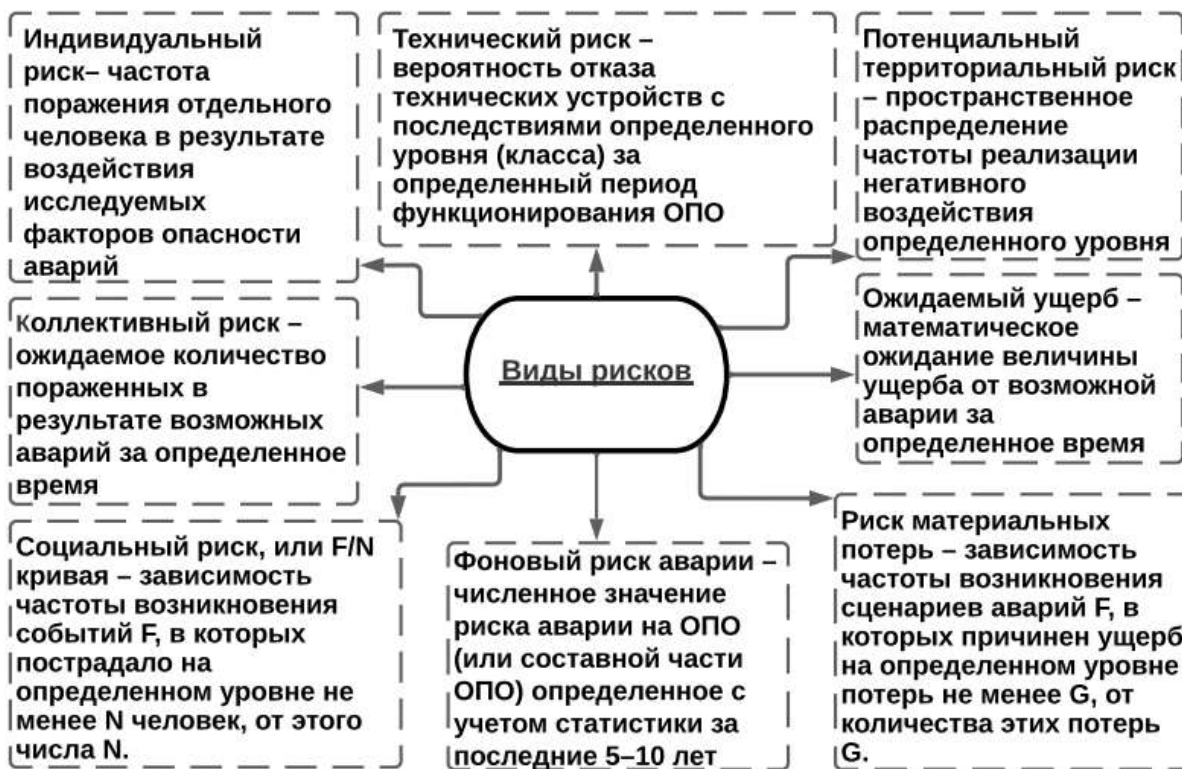 Индивидуальный
риск– частота
поражения отдельного
человека в результате
воздействия
исследуемых
факторов опасности
аварий
Технический риск –
вероятность отказа
технических устройств с
последствиями определенного
уровня (класса) за
определенный период
функционирования ОПО
Потенциальный
территориальный риск
– пространственное
распределение
частоты реализации
негативного
воздействия
определенного уровня
Коллективный риск –
ожидаемое количество
пораженных в
результате возможных
аварий за определенное
время
Виды рисков
Ожидаемый ущерб –
математическое
ожидание величины
ущерба от возможной
аварии за
определенное время
Социальный риск, или F/N
кривая – зависимость
частоты возникновения
событий F, в которых
пострадало на
определенном уровне не
менее N человек, от этого
числа N.
Фоновый риск аварии –
численное значение
риска аварии на ОПО
(или составной части
ОПО) определенное с
учетом статистики за
последние 5–10 лет
Риск материальных
потерь – зависимость
частоты возникновения
сценариев аварий F, в
которых причинен ущерб
на определенном уровне
потерь не менее G, от
количества этих потерь
G.